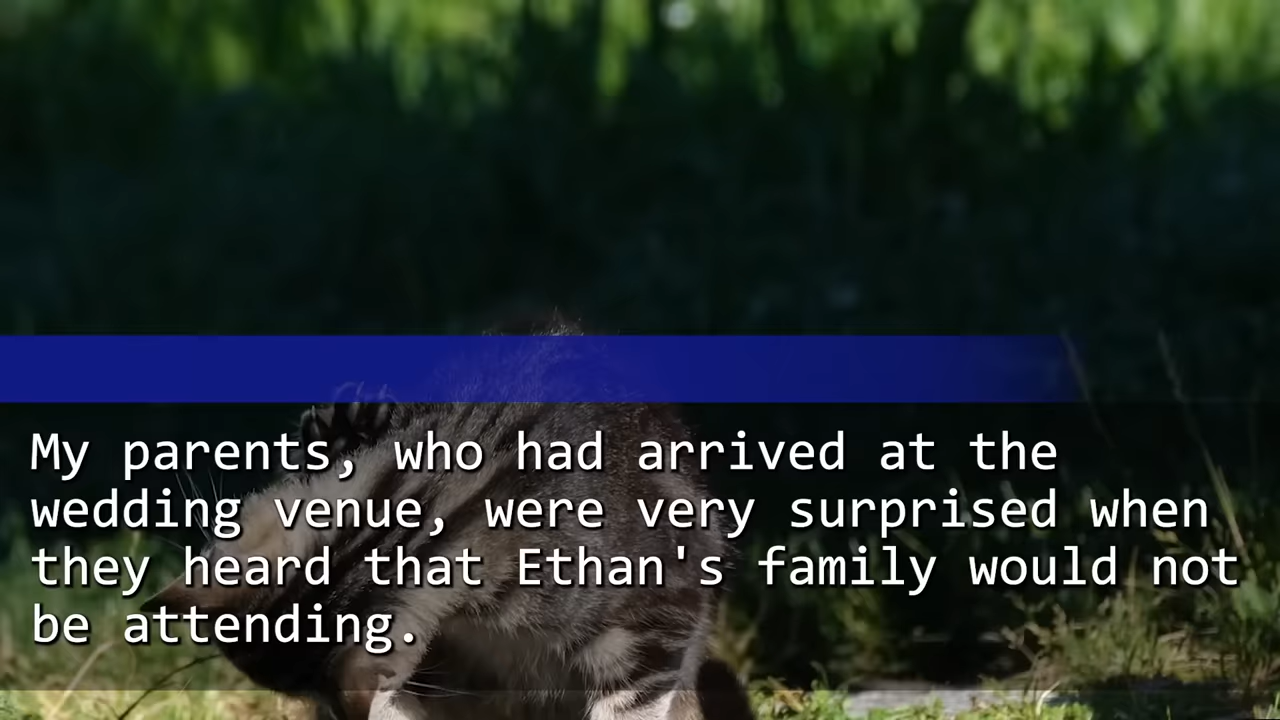 My parents, who had arrived at the
wedding venue, were very surprised when
they heard that Ethan's family would not
be attending.